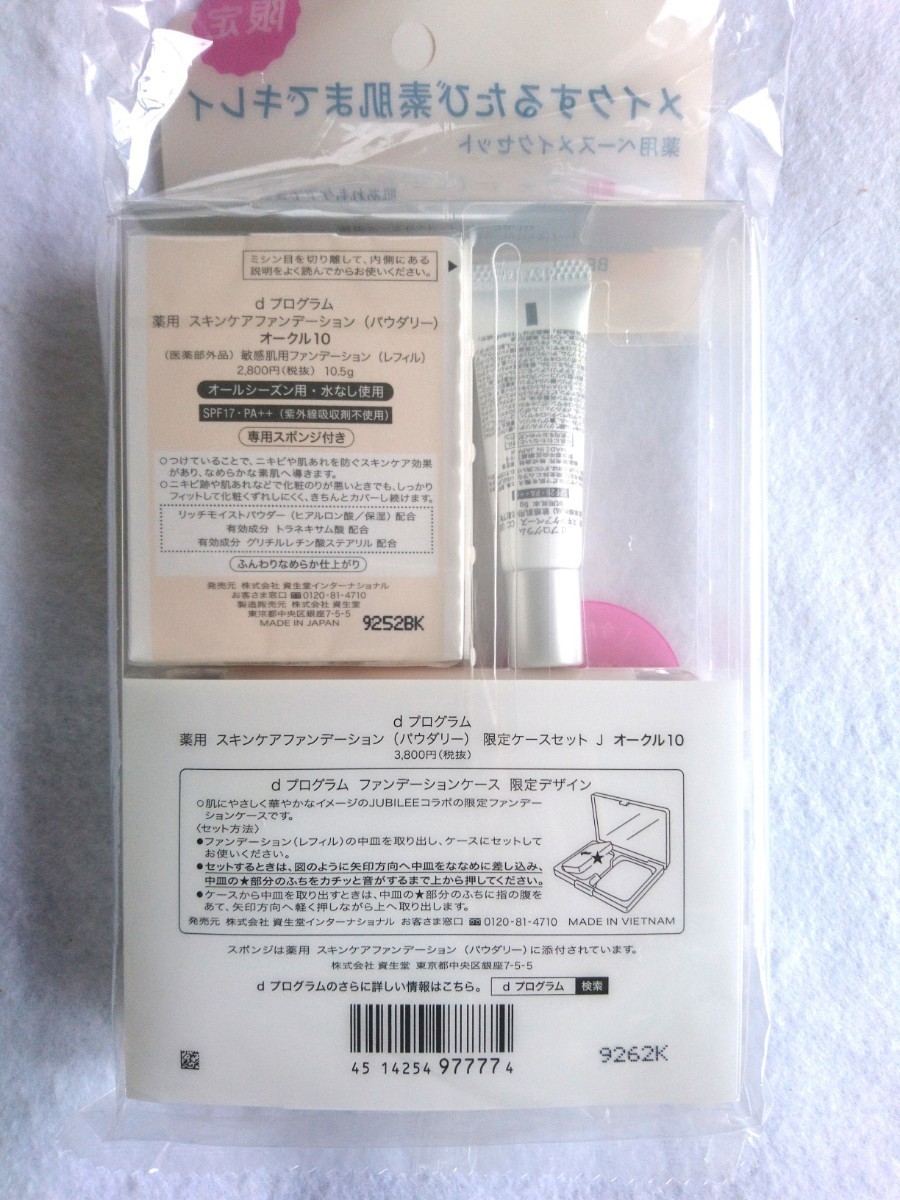 限定
メイクするたび素肌までキレイ
薬用ベースメイクセット
ミシン目を切り離して、内側にある
説明をよく読んでからお使いください。
d プログラム
薬用 スキンケアファンデーション（パウダリー）
オークル10
（医薬部外品）敏感肌用ファンデーション（レフィル）
2,800円（税抜） 10.5g
オールシーズン用・水なし使用
SPF17・PA++（紫外線吸収剤不使用）
専用スポンジ付き
○つけていることで、ニキビや肌あれを防ぐスキンケア効果
があり、なめらかな素肌へ導きます。
○ニキビ跡や肌あれなどで化粧のりが悪いときでも、しっかり
フィットして化粧くずれしにくく、きちんとカバーし続けます。
リッチモイストパウダー（ヒアルロン酸／保湿）配合
有効成分 トラネキサム酸 配合
有効成分 グリチルレチン酸ステアリル 配合
ふんわりなめらか仕上がり
発売元 株式会社 資生堂インターナショナル
お客さま窓口 0120-81-4710
製造販売元 株式会社 資生堂
東京都中央区銀座7-5-5
MADE IN JAPAN
9252BK
d プログラム
薬用 スキンケアファンデーション（パウダリー） 限定ケースセット J オークル10
3,800円（税抜）
d プログラム ファンデーションケース 限定デザイン
○肌にやさしく華やかなイメージのJUBILEEコラボの限定ファンデー
ションケースです。
〈セット方法〉
●ファンデーション（レフィル）の中皿を取り出し、ケースにセットして
お使いください。
●セットするときは、図のように矢印方向へ中皿をななめに差し込み、
中皿の★部分のふちをカチッと音がするまで上から押してください。
●ケースから中皿を取り出すときは、中皿の★部分のふちに指の腹を
あて、矢印方向へ軽く押しながら上へ取り出します。
発売元 株式会社 資生堂インターナショナル お客さま窓口 0120-81-4710 MADE IN VIETNAM
スポンジは薬用 スキンケアファンデーション（パウダリー）に添付されています。
株式会社 資生堂 東京都中央区銀座7-5-5
d プログラムのさらに詳しい情報はこちら。 d プログラム 検索
45 14254 97777 4
9262K